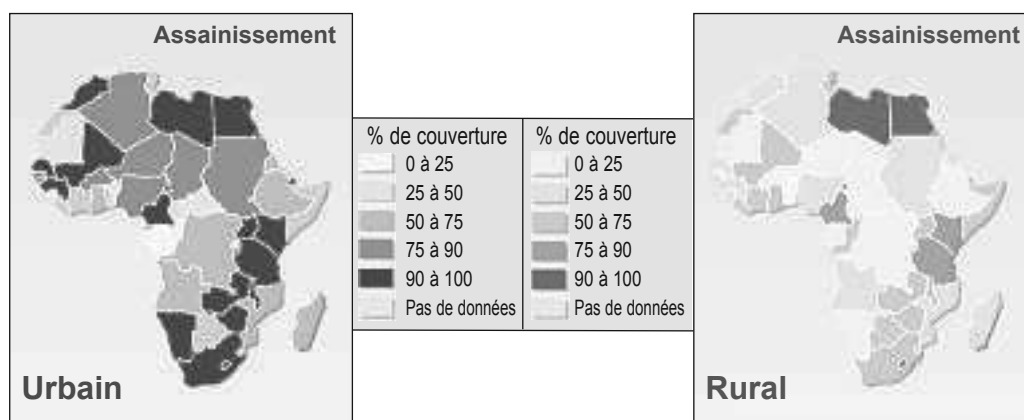 Assainissement
Urbain
% de couverture
0 à 25
25 à 50
50 à 75
75 à 90
90 à 100
Pas de données
% de couverture
0 à 25
25 à 50
50 à 75
75 à 90
90 à 100
Pas de données
Assainissement
Rural